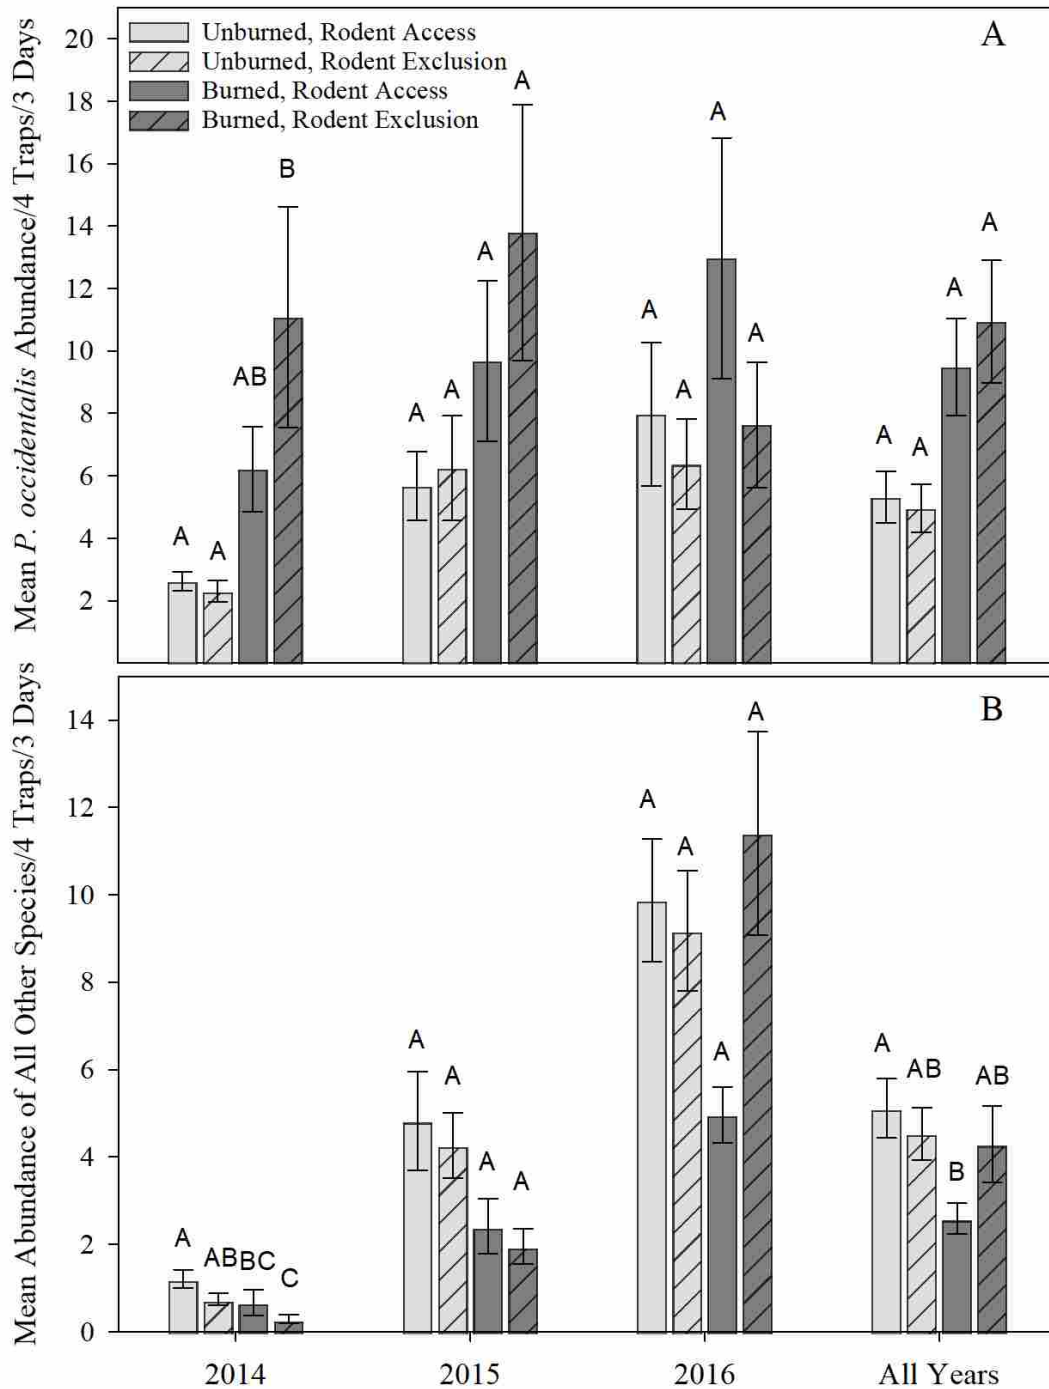 Mean P. occidentalis Abundance/4 Traps/3 Days
20
18
16
14
12
10
8
6
4
2
Unburned, Rodent Access
Unburned, Rodent Exclusion
Burned, Rodent Access
Burned, Rodent Exclusion
A
A
A
AB
B
A
A
A
A
A
A
A
A
A
A
A
A
Mean Abundance of All Other Species/4 Traps/3 Days
14
12
10
8
6
4
2
0
B
A
AB
BC
C
A
A
A
A
A
A
A
A
A
AB
B
AB
2014
2015
2016
All Years